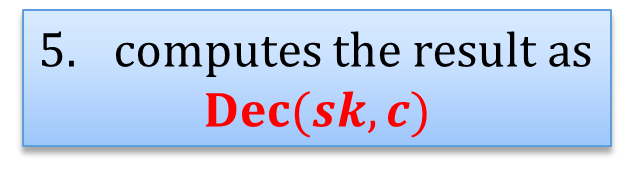 5. computes the result as
Dec(sk, c)